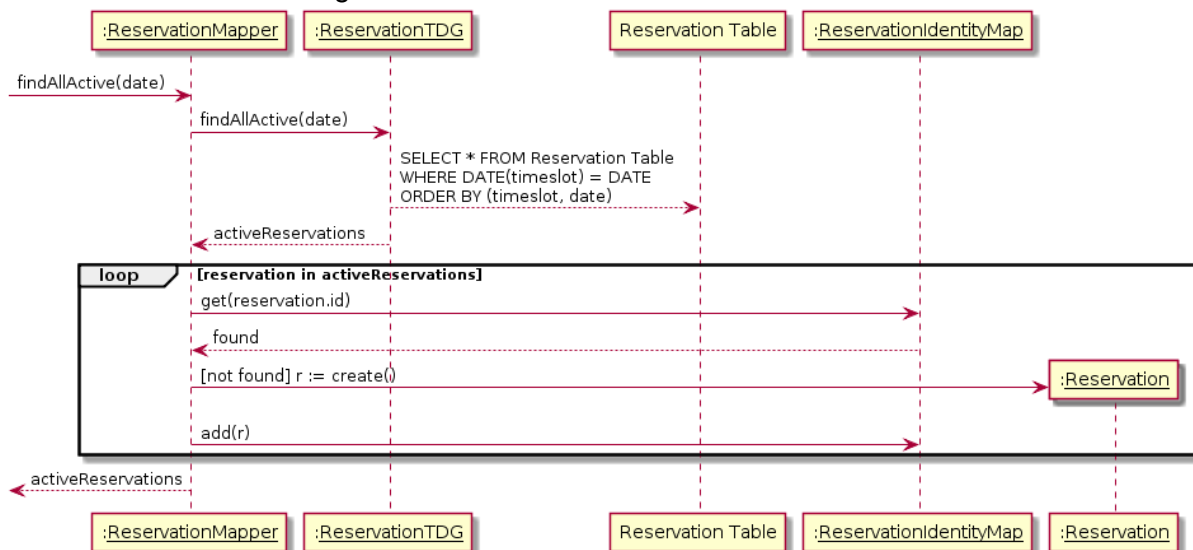 :ReservationMapper :ReservationTDG Reservation Table :ReservationIdentityMap
findAllActive(date)
findAllActive(date)
SELECT * FROM Reservation Table
WHERE DATE(timeslot) = DATE
ORDER BY (timeslot, date)
activeReservations
loop [reservation in activeReservations]
get(reservation.id)
found
[not found] r := create()
:Reservation
add(r)
activeReservations
:ReservationMapper :ReservationTDG Reservation Table :ReservationIdentityMap :Reservation